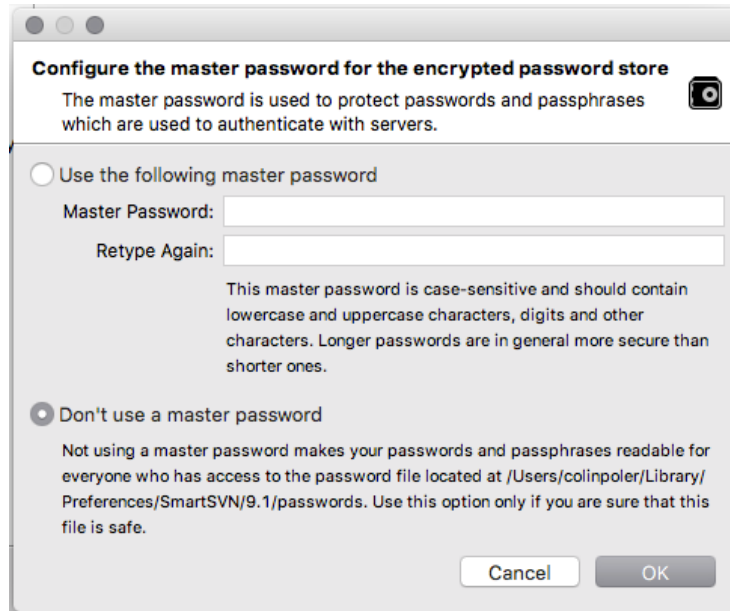 Configure the master password for the encrypted password store
The master password is used to protect passwords and passphrases
which are used to authenticate with servers.
Use the following master password
Master Password:
Retype Again:
This master password is case-sensitive and should contain
lowercase and uppercase characters, digits and other
characters. Longer passwords are in general more secure than
shorter ones.
Don't use a master password
Not using a master password makes your passwords and passphrases readable for
everyone who has access to the password file located at /Users/colinpoler/Library/
Preferences/SmartSVN/9.1/passwords. Use this option only if you are sure that this
file is safe.
Cancel OK